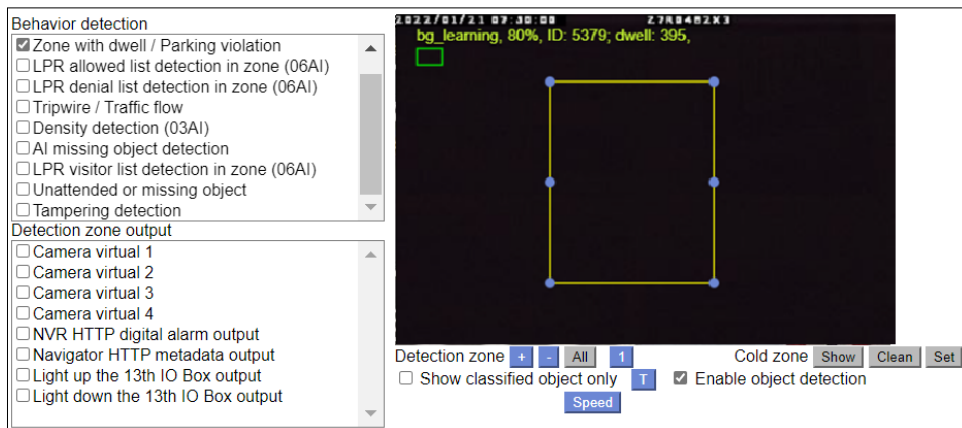 Behavior detection
Zone with dwell / Parking violation
LPR allowed list detection in zone (06AI)
LPR denial list detection in zone (06AI)
Tripwire / Traffic flow
Density detection (03AI)
AI missing object detection
LPR visitor list detection in zone (06AI)
Unattended or missing object
Tampering detection
Detection zone output
Camera virtual 1
Camera virtual 2
Camera virtual 3
Camera virtual 4
NVR HTTP digital alarm output
Navigator HTTP metadata output
Light up the 13th IO Box output
Light down the 13th IO Box output
2022/01/21 07:30:00 Z7R04B2X3
bg_learning, 80%, ID: 5379; dwell: 395,
Detection zone + - All 1 Cold zone Show Clean Set
Show classified object only T Enable object detection
Speed